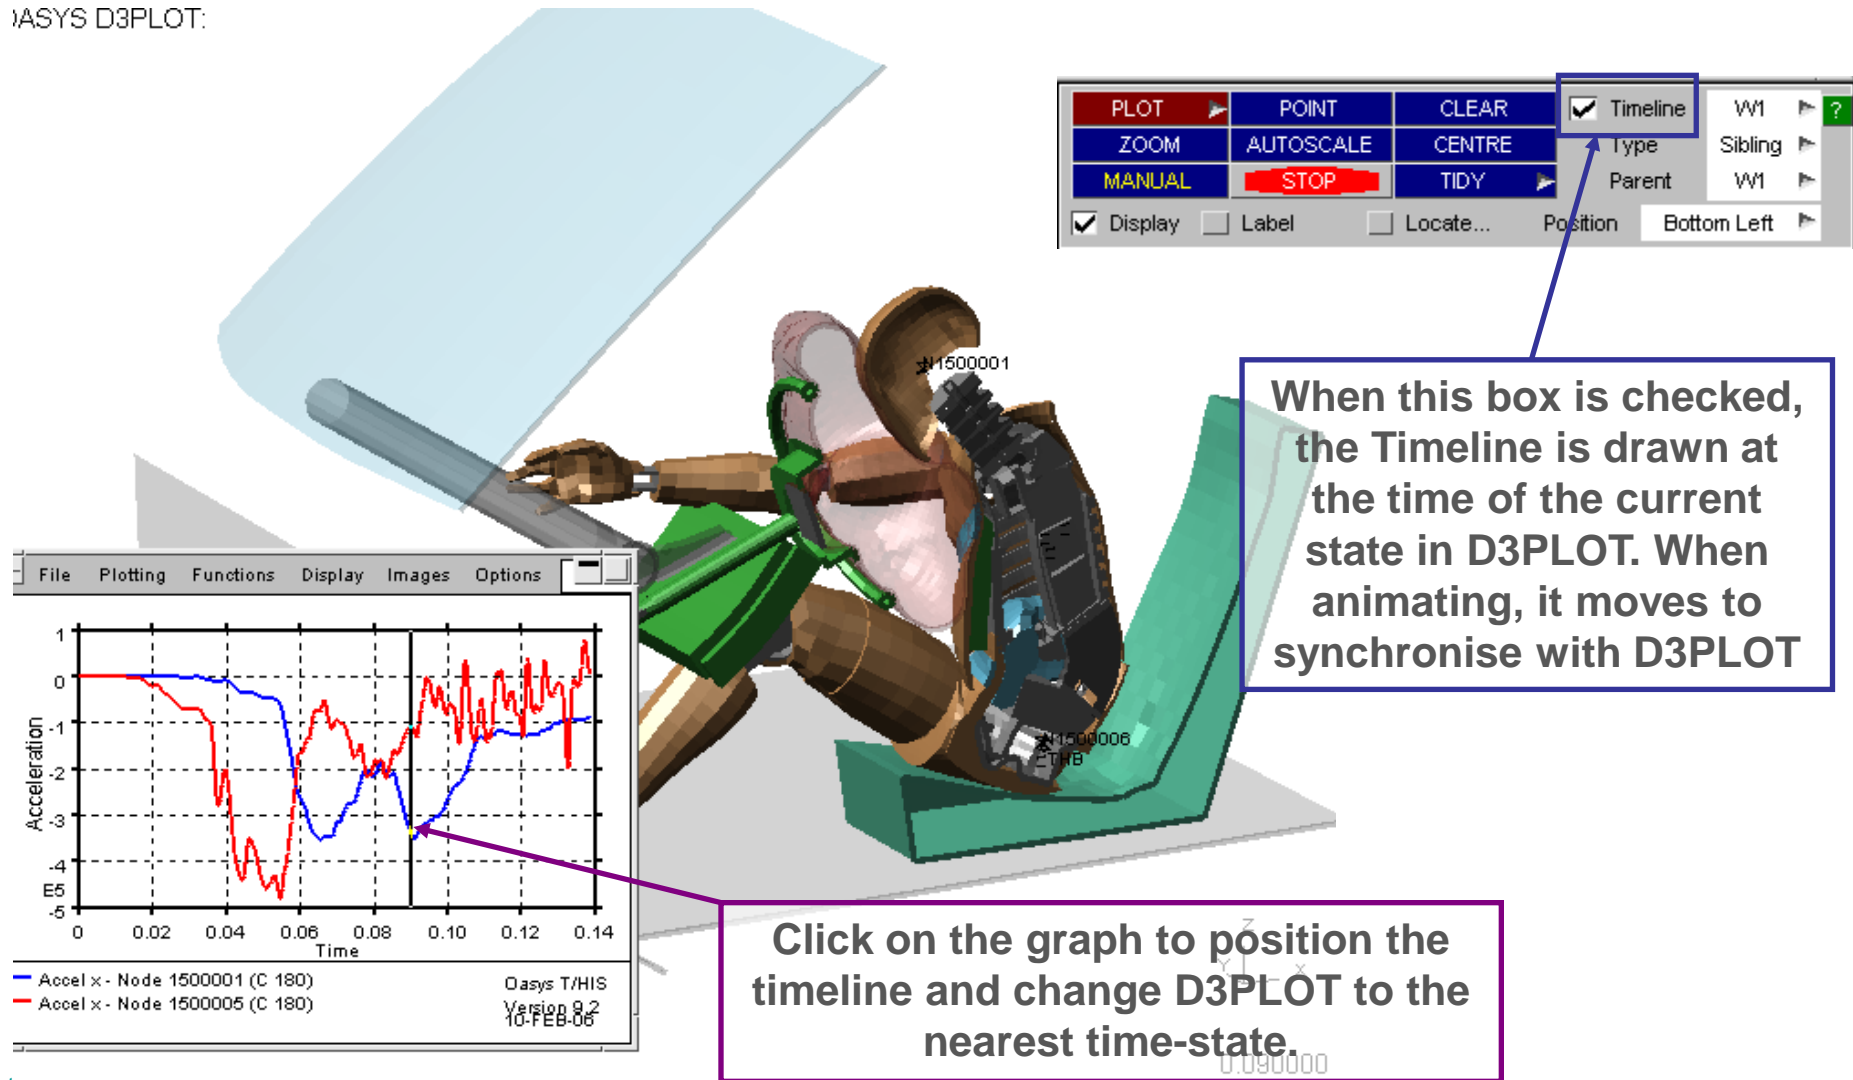 OASYS D3PLOT:
PLOT POINT CLEAR Timeline W1 ?
ZOOM AUTOSCALE CENTRE Type Sibling
MANUAL STOP TIDY Parent W1
Display Label Locate... Position Bottom Left
N1500001
When this box is checked,
the Timeline is drawn at
the time of the current
state in D3PLOT. When
animating, it moves to
synchronise with D3PLOT
N1500006
File Plotting Functions Display Images Options
1
0
-1
-2
-3
-4
E5
-5
Acceleration
0 0.02 0.04 0.06 0.08 0.10 0.12 0.14
Time
Accel x - Node 1500001 (C 180)
Accel x - Node 1500005 (C 180)
Oasys T/HIS
Version 9.2
10-FEB-06
Click on the graph to position the
timeline and change D3PLOT to the
nearest time-state.
Z
Y X
0.090000